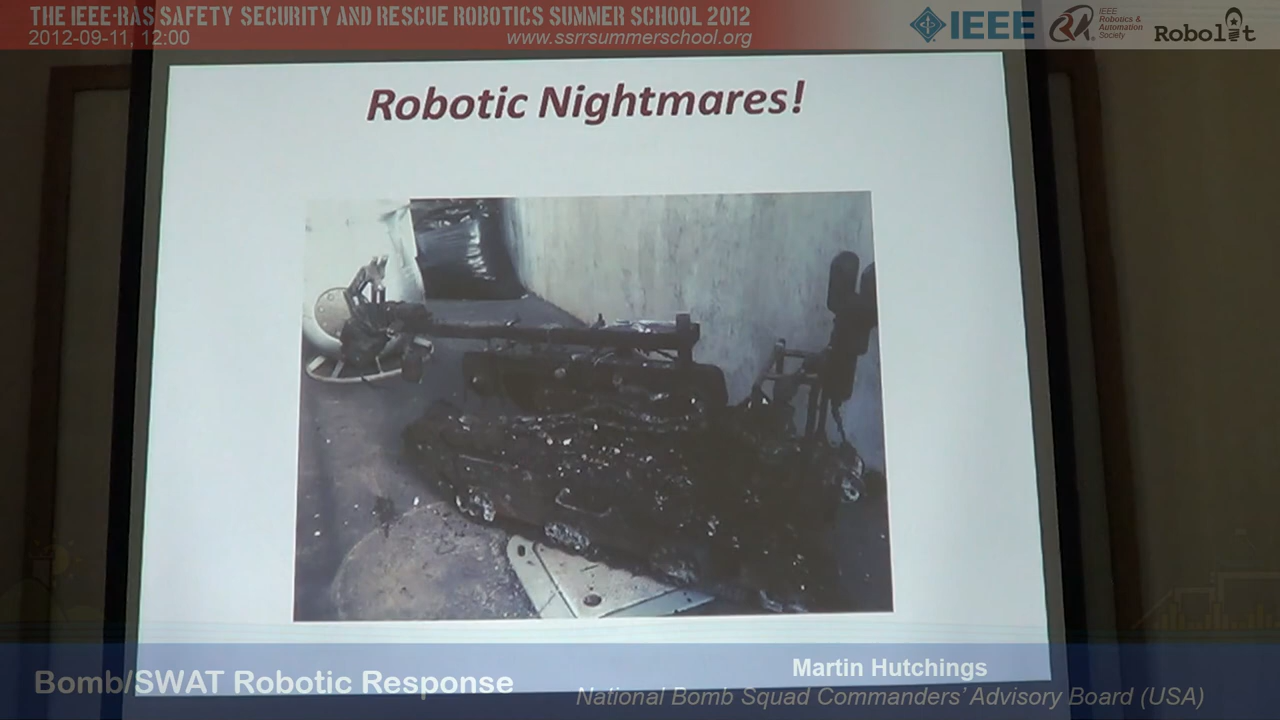 THE IEEE-RAS SAFETY SECURITY AND RESCUE ROBOTICS SUMMER SCHOOL 2012
2012-09-11, 12:00
www.ssrrsummerschool.org
IEEE
IEEE
Robotics &
Automation
Society
Robolit
Robotic Nightmares!
Bomb/SWAT Robotic Response
Martin Hutchings
National Bomb Squad Commanders' Advisory Board (USA)